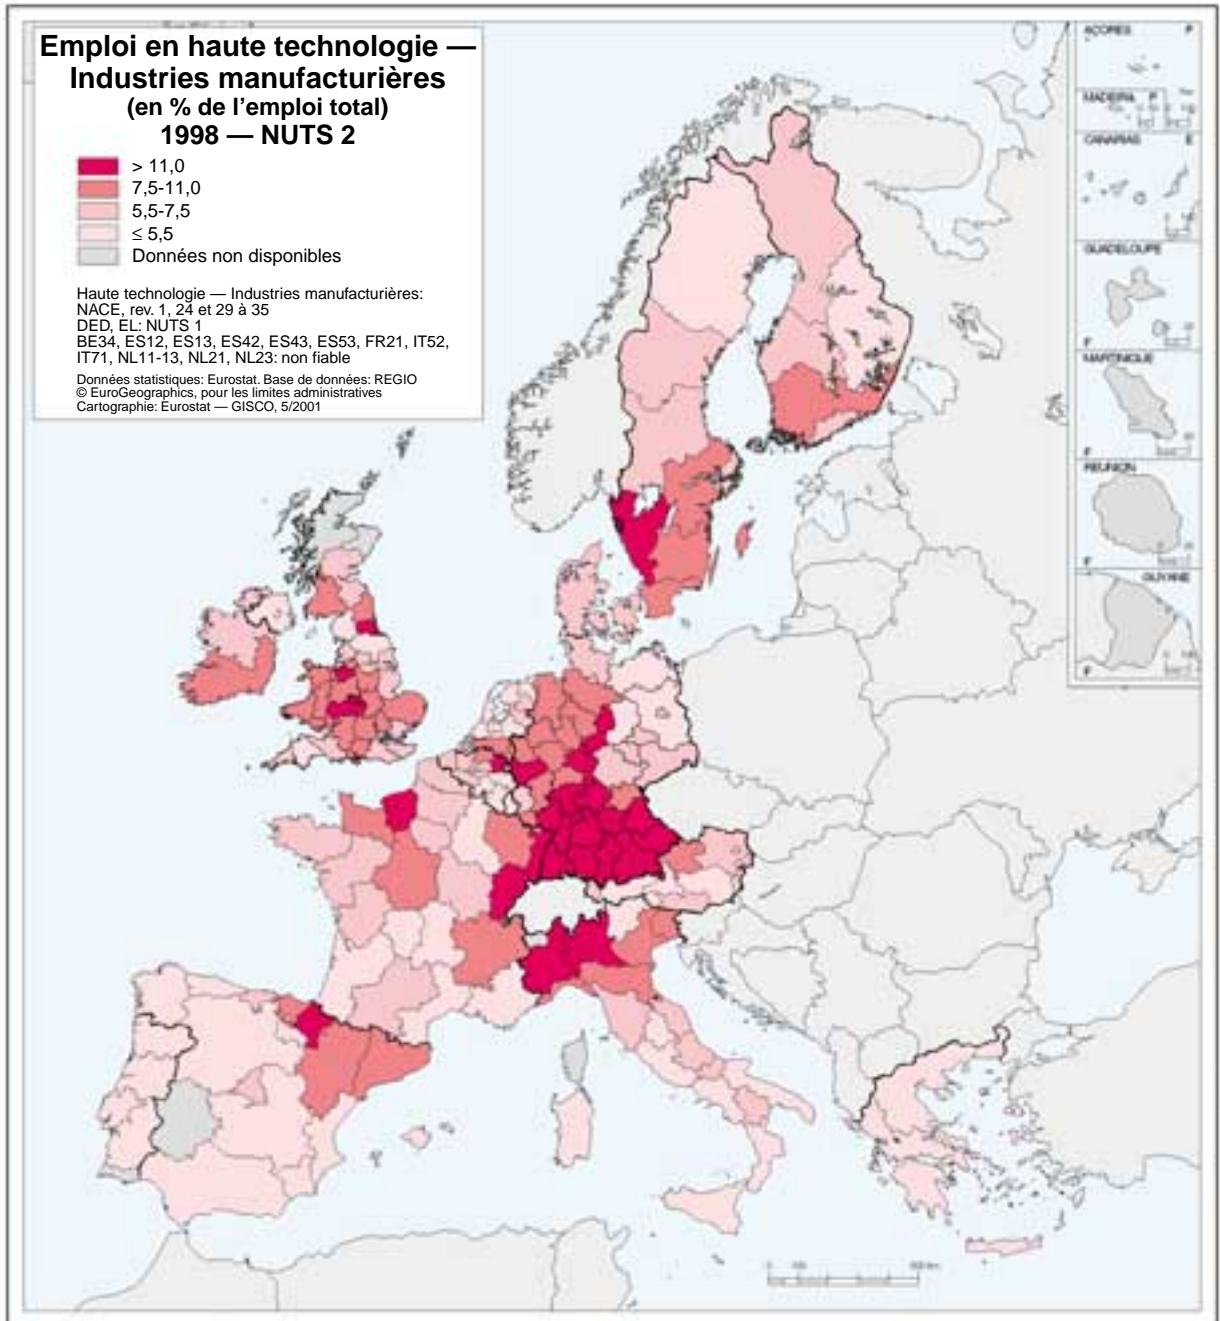 Emploi en haute technologie —
Industries manufacturières
(en % de l'emploi total)
1998 — NUTS 2
> 11,0
7,5-11,0
5,5-7,5
≤ 5,5
Données non disponibles
Haute technologie — Industries manufacturières:
NACE, rev. 1, 24 et 29 à 35
DED, EL: NUTS 1
BE34, ES12, ES13, ES42, ES43, ES53, FR21, IT52,
IT71, NL11-13, NL21, NL23: non fiable
Données statistiques: Eurostat. Base de données: REGIO
© EuroGeographics, pour les limites administratives
Cartographie: Eurostat — GISCO, 5/2001
AÇORES P
MADEIRA P
CANARIAS E
GUADELOUPE
F
MARTINIQUE
F
REUNION
F
GUYANE
F